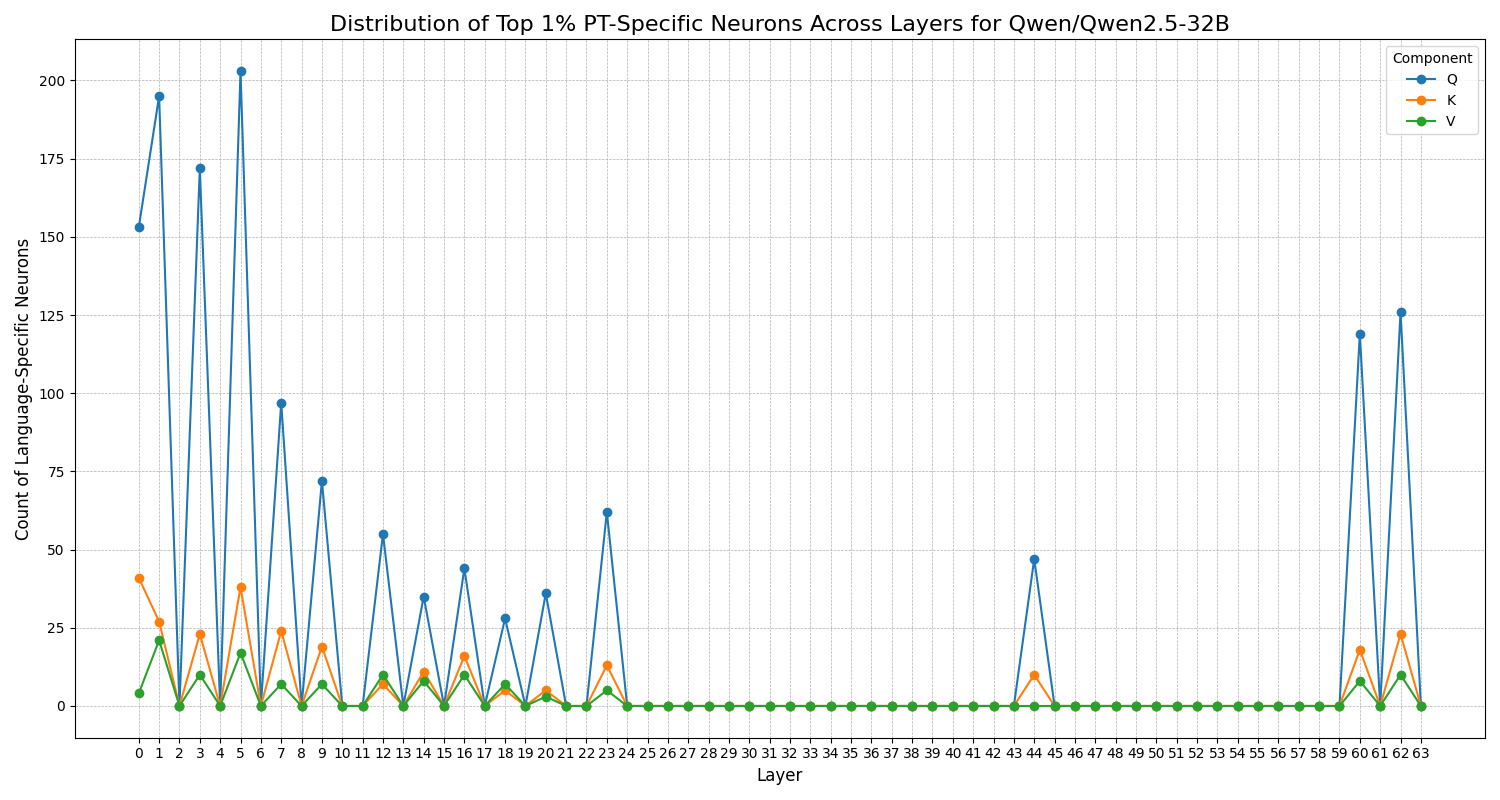 Distribution of Top 1% PT-Specific Neurons Across Layers for Qwen/Qwen2.5-32B
Component
Q
K
V
Count of Language-Specific Neurons
200
175
150
125
100
75
50
25
0
0 1 2 3 4 5 6 7 8 9 10 11 12 13 14 15 16 17 18 19 20 21 22 23 24 25 26 27 28 29 30 31 32 33 34 35 36 37 38 39 40 41 42 43 44 45 46 47 48 49 50 51 52 53 54 55 56 57 58 59 60 61 62 63
Layer